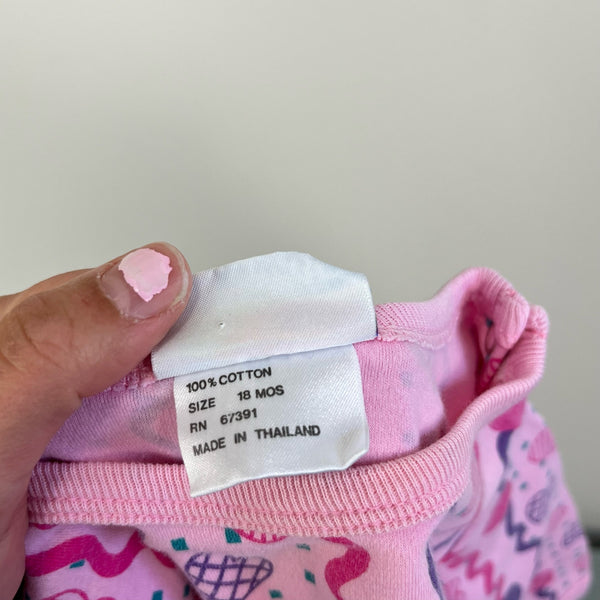 100% COTTON
SIZE 18 MOS
RN 67391
MADE IN THAILAND